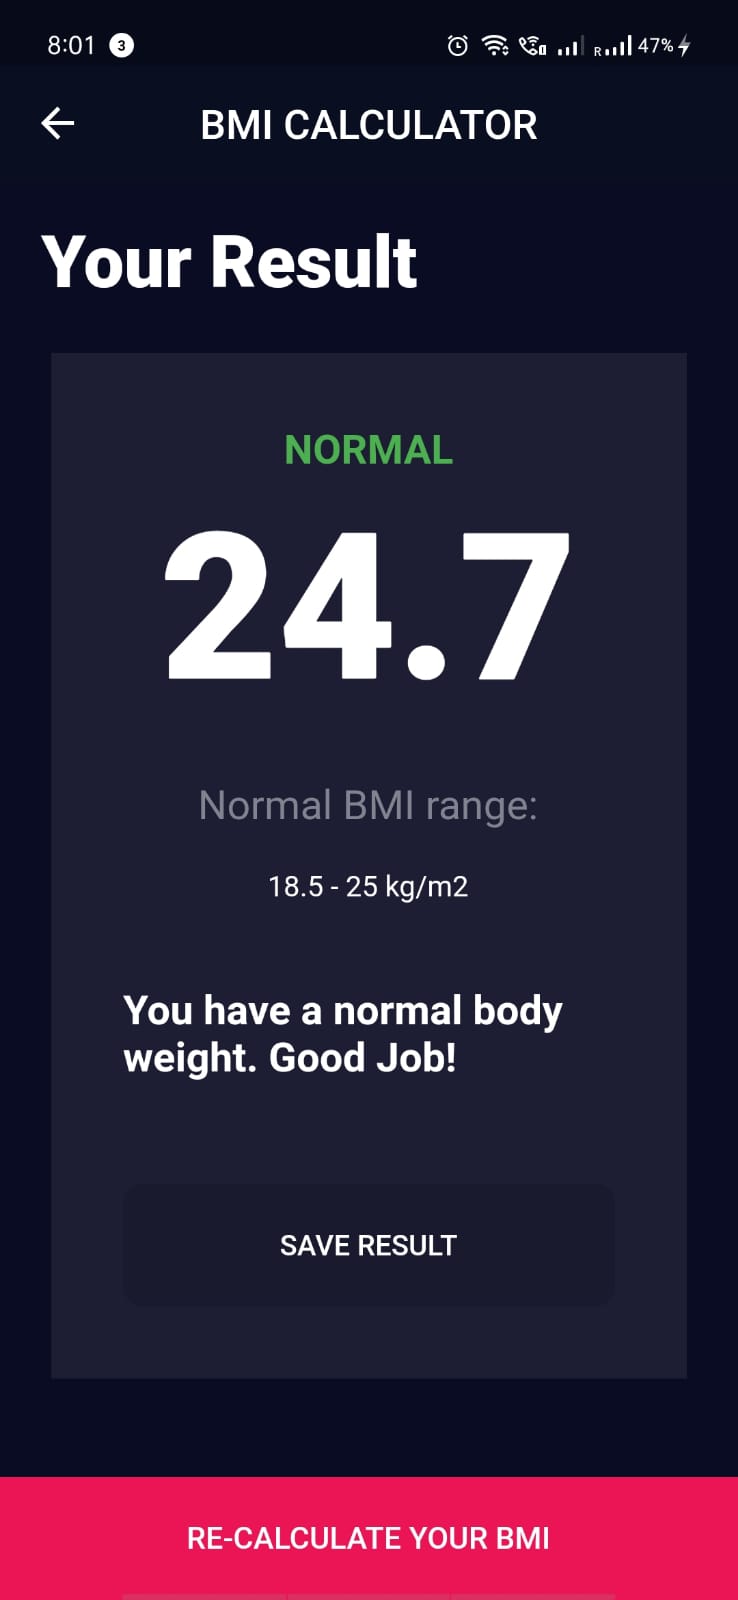 8:01 3 R 47%
BMI CALCULATOR
Your Result
NORMAL
24.7
Normal BMI range:
18.5 - 25 kg/m2
You have a normal body
weight. Good Job!
SAVE RESULT
RE-CALCULATE YOUR BMI